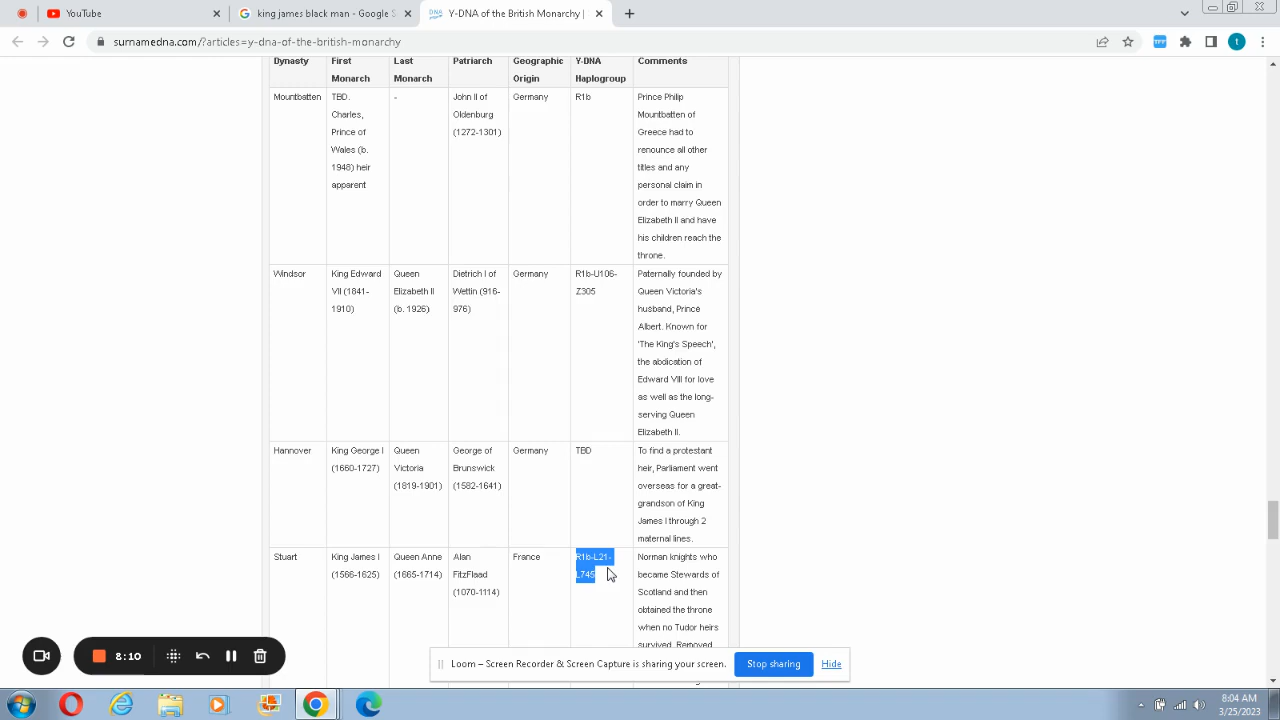 YouTube
king james black man - Google S
DNA
Y-DNA of the British Monarchy |
surnamedna.com/?articles=y-dna-of-the-british-monarchy
Dynasty
First
Monarch
Last
Monarch
Patriarch
Geographic
Origin
Y-DNA
Haplogroup
Comments
Mountbatten
TBD.
Charles,
Prince of
Wales (b.
1948) heir
apparent
-
John II of
Oldenburg
(1272-1301)
Germany
R1b
Prince Philip
Mountbatten of
Greece had to
renounce all other
titles and any
personal claim in
order to marry Queen
Elizabeth II and have
his children reach the
throne.
Windsor
King Edward
VII (1841-
1910)
Queen
Elizabeth II
(b. 1926)
Dietrich I of
Wettin (916-
976)
Germany
R1b-U106-
Z305
Paternally founded by
Queen Victoria's
husband, Prince
Albert. Known for
'The King's Speech',
the abdication of
Edward VIII for love
as well as the long-
serving Queen
Elizabeth II.
Hannover
King George I
(1660-1727)
Queen
Victoria
(1819-1901)
George of
Brunswick
(1582-1641)
Germany
TBD
To find a protestant
heir, Parliament went
overseas for a great-
grandson of King
James I through 2
maternal lines.
Stuart
King James I
(1566-1625)
Queen Anne
(1665-1714)
Alan
FitzFlaad
(1070-1114)
France
R1b-L21-
L745
Norman knights who
became Stewards of
Scotland and then
obtained the throne
when no Tudor heirs
survived. Removed
8:10
Loom – Screen Recorder & Screen Capture is sharing your screen.
Stop sharing
Hide
8:04 AM
3/25/2023